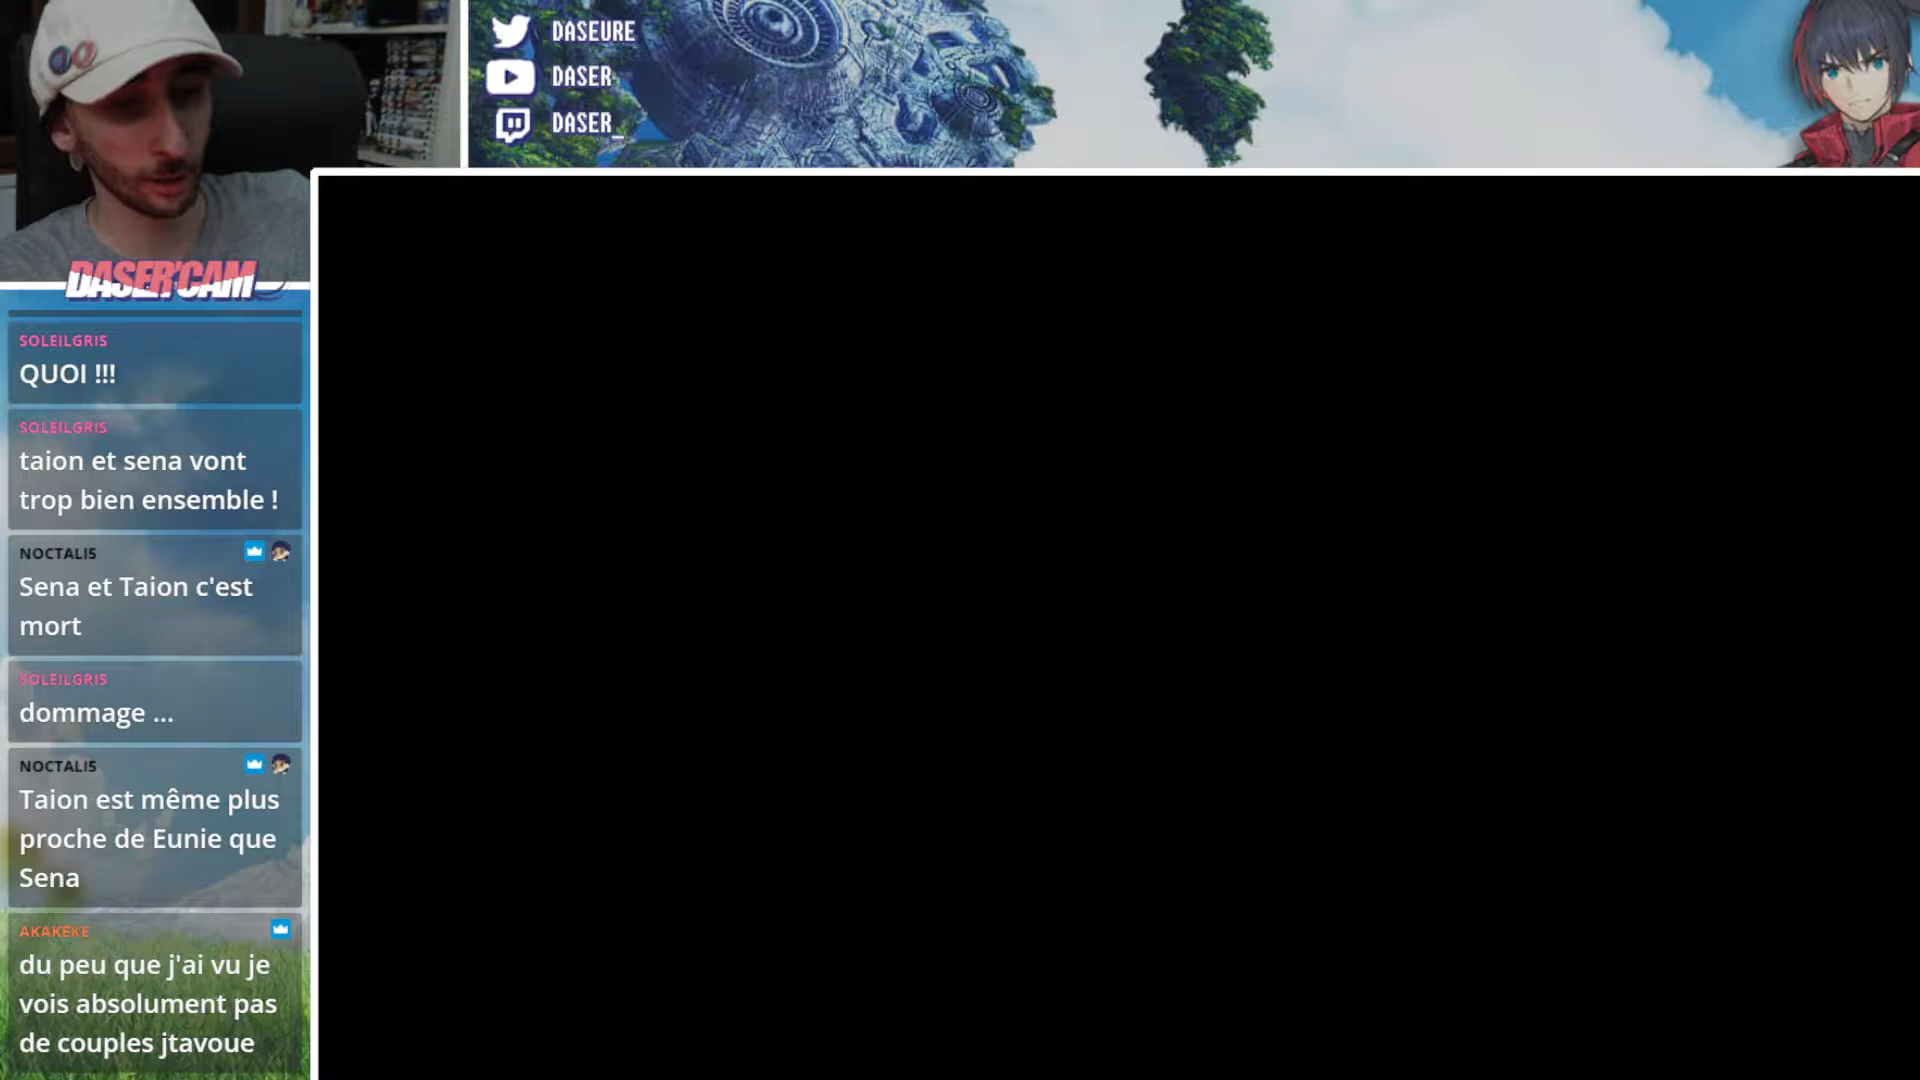 DASEURE
DASER
DASER_
DASER'CAM
SOLEILGRIS
QUOI !!!
SOLEILGRIS
taion et sena vont
trop bien ensemble !
NOCTALI5
Sena et Taion c'est
mort
SOLEILGRIS
dommage ...
NOCTALI5
Taion est même plus
proche de Eunie que
Sena
AKAKEKE
du peu que j'ai vu je
vois absolument pas
de couples jtavoue